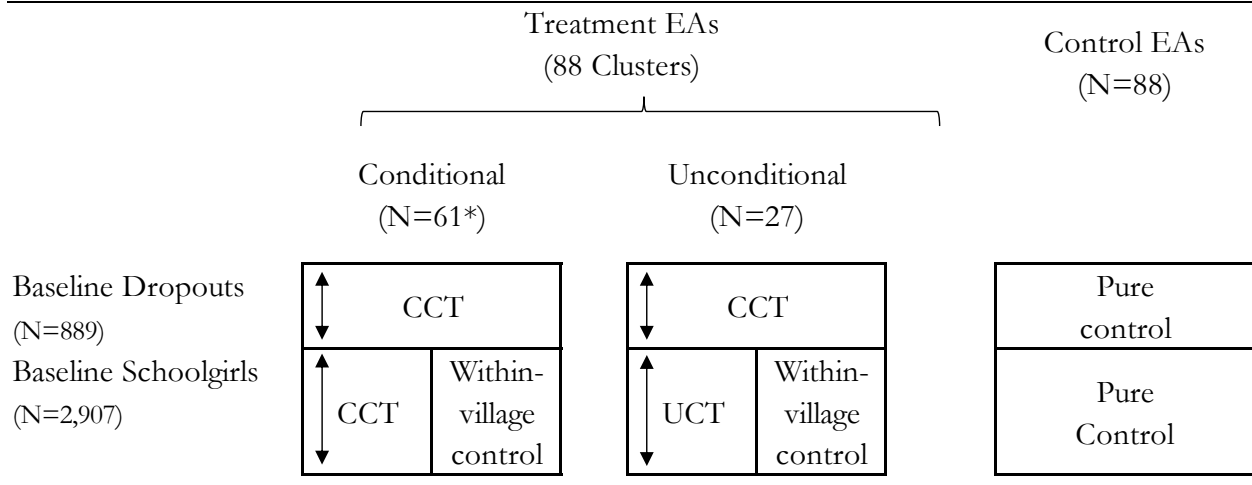 Treatment EAs
(88 Clusters)
Control EAs
(N=88)
Conditional
(N=61*)
Unconditional
(N=27)
Baseline Dropouts
(N=889)
CCT
CCT
Pure
control
Baseline Schoolgirls
(N=2,907)
CCT
Within-
village
control
UCT
Within-
village
control
Pure
Control